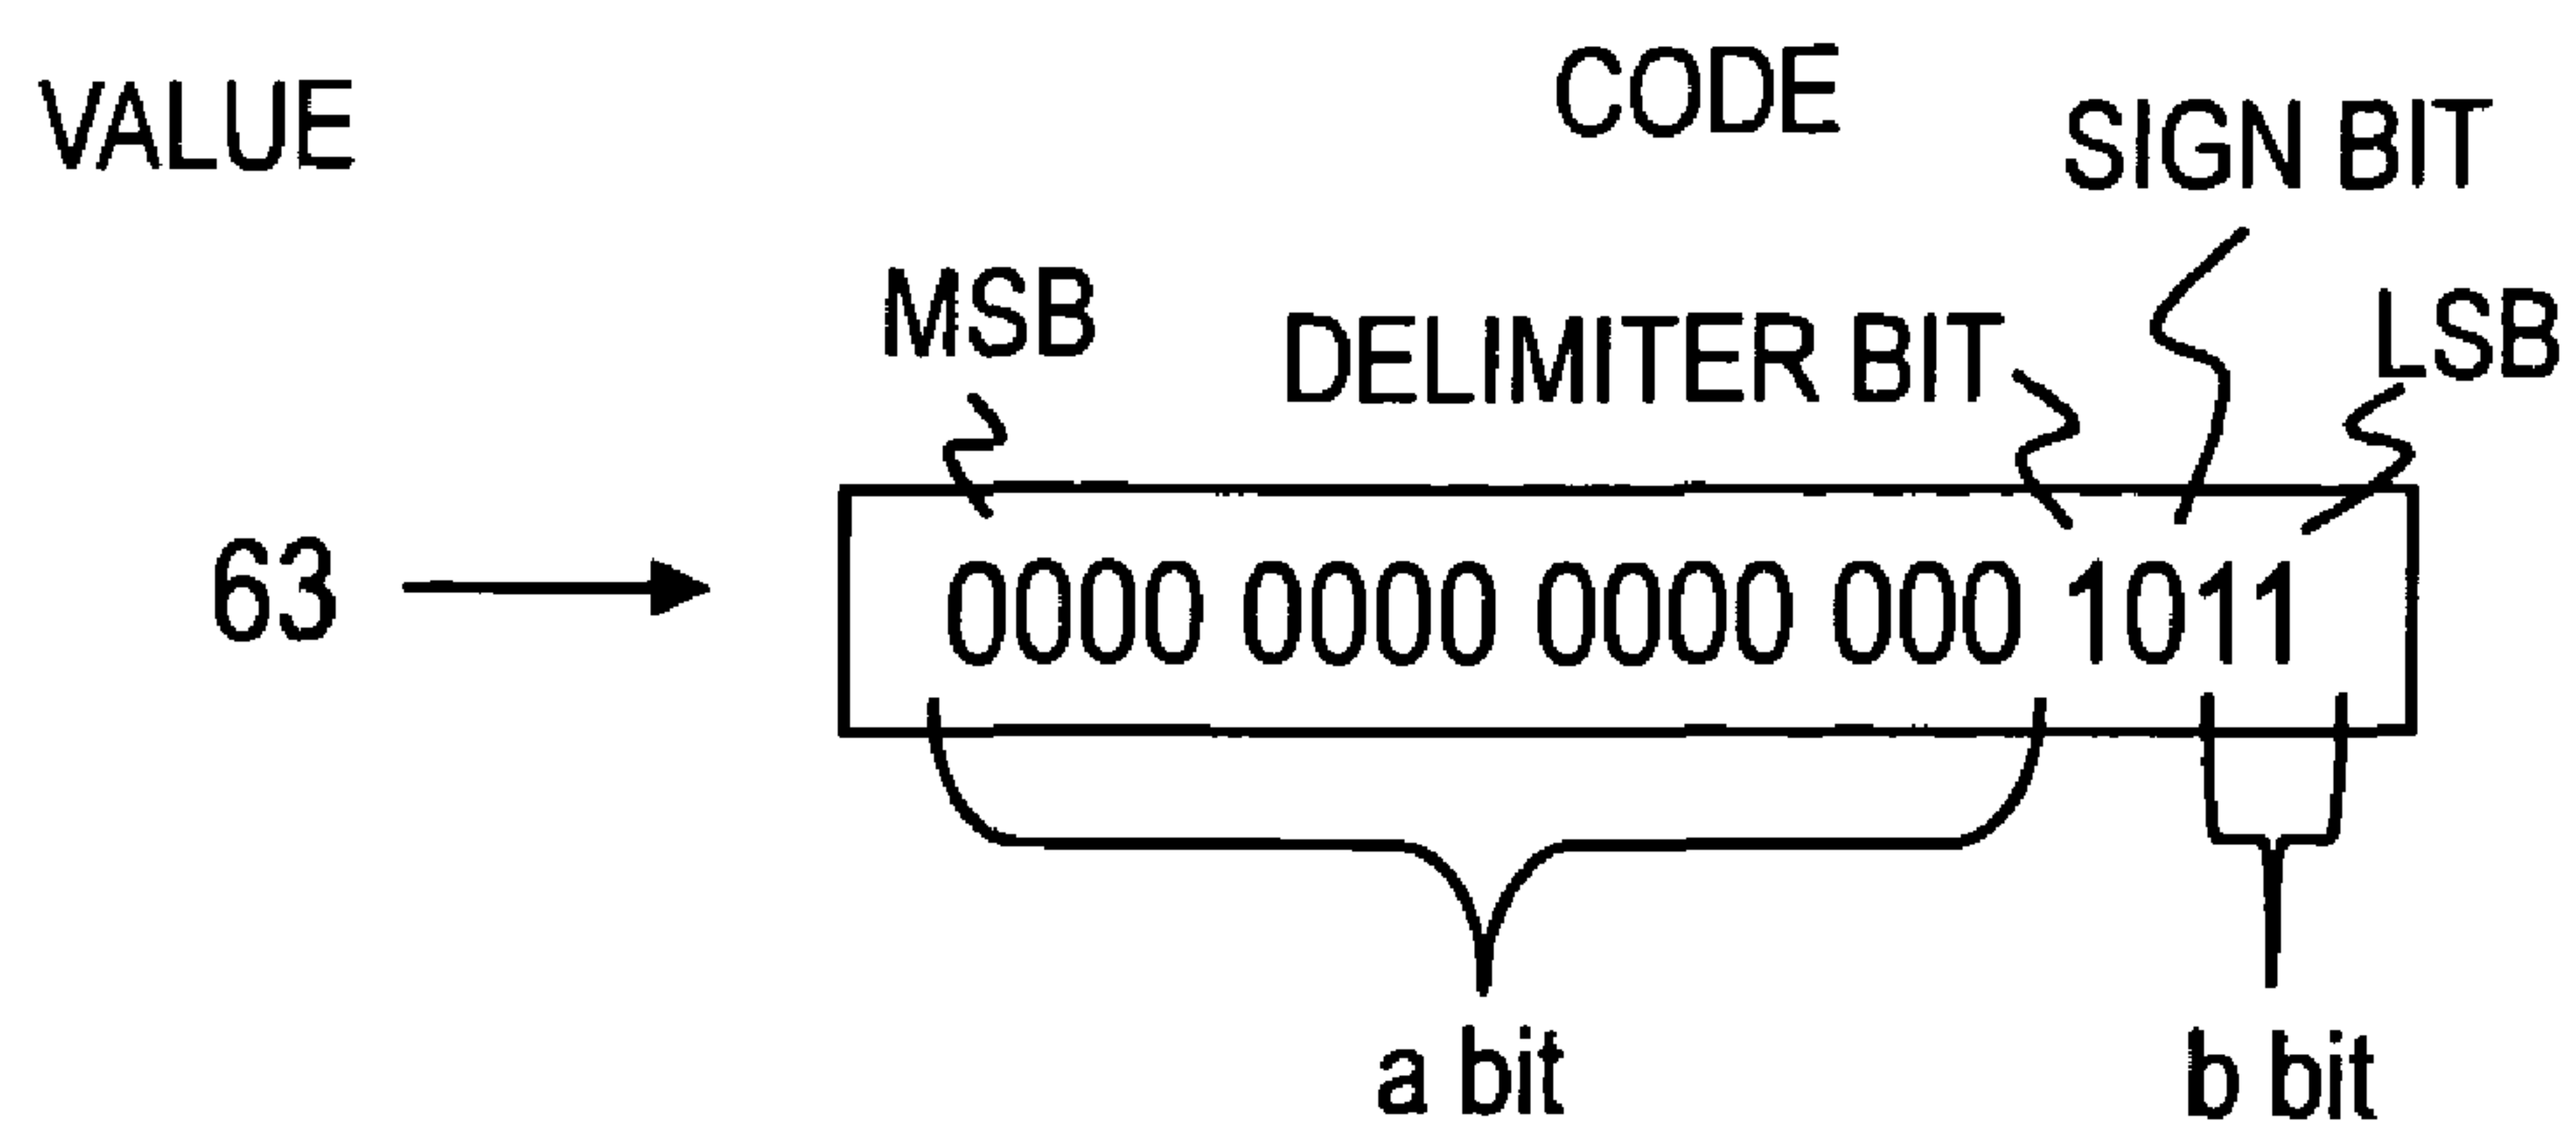 VALUE
CODE
SIGN BIT
MSB
DELIMITER BIT
LSB
63
0000 0000 0000 000 1011
a bit
b bit